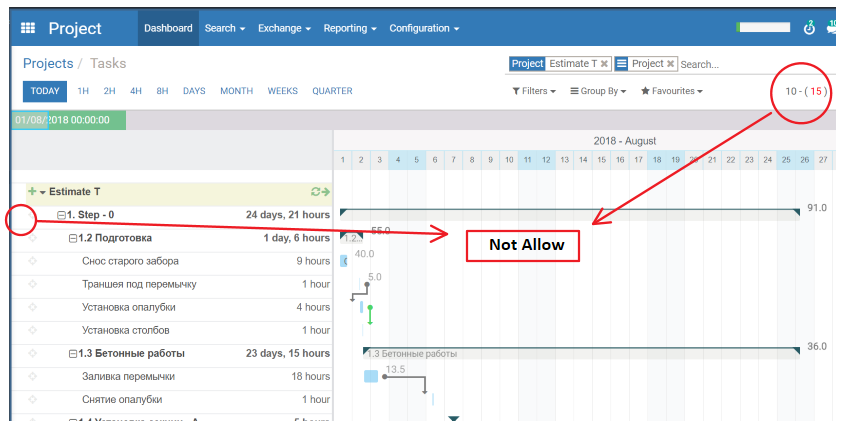 Project Dashboard Search Exchange Reporting Configuration 2 10
Projects / Tasks
Project Estimate T Project Search...
TODAY 1H 2H 4H 8H DAYS MONTH WEEKS QUARTER
Filters Group By Favourites 10 - ( 15 )
01/08/2018 00:00:00
2018 - August
1 2 3 4 5 6 7 8 9 10 11 12 13 14 15 16 17 18 19 20 21 22 23 24 25 26 27
Estimate T
1. Step - 0 24 days, 21 hours 91.0
1.2 Подготовка 1 day, 6 hours 1.2... 55.0
Not Allow
Снос старого забора 9 hours 40.0
Траншея под перемычку 1 hour 5.0
Установка опалубки 4 hours
Установка столбов 1 hour
1.3 Бетонные работы 23 days, 15 hours 1.3 Бетонные работы 36.0
Заливка перемычки 18 hours 13.5
Снятие опалубки 1 hour